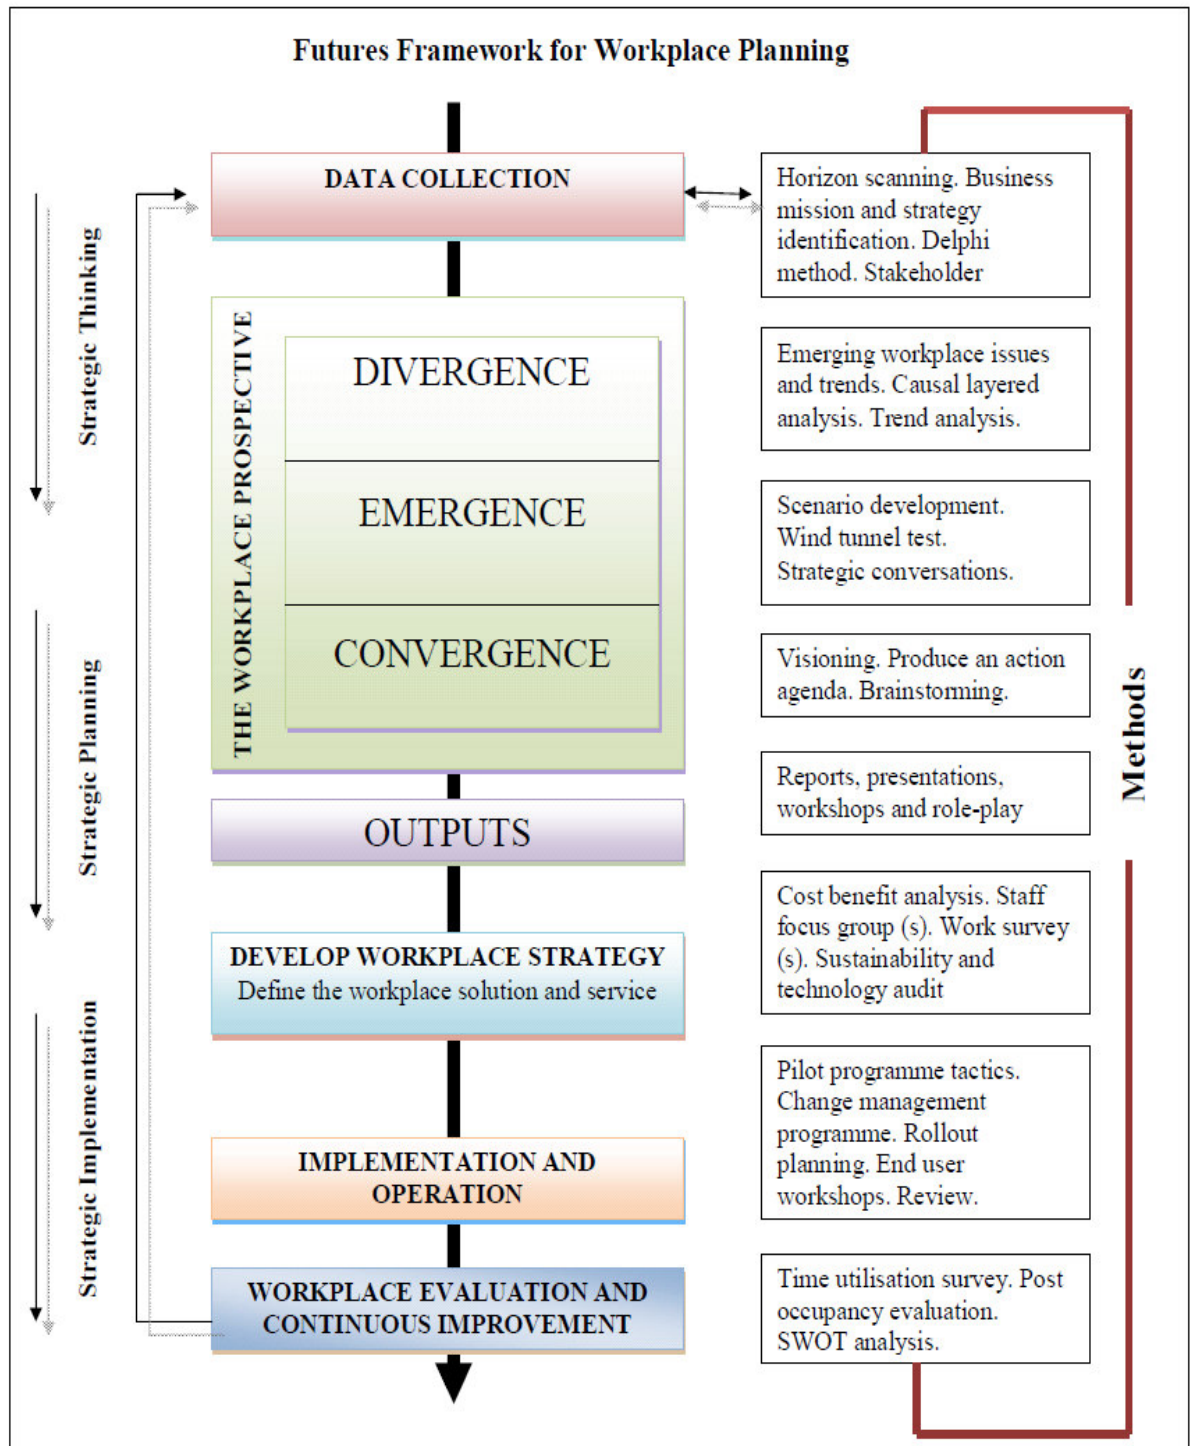 Futures Framework for Workplace Planning
DATA COLLECTION
Horizon scanning. Business
mission and strategy
identification. Delphi
method. Stakeholder
Strategic Thinking
THE WORKPLACE PROSPECTIVE
DIVERGENCE
Emerging workplace issues
and trends. Causal layered
analysis. Trend analysis.
EMERGENCE
Scenario development.
Wind tunnel test.
Strategic conversations.
CONVERGENCE
Visioning. Produce an action
agenda. Brainstorming.
Strategic Planning
Methods
OUTPUTS
Reports, presentations,
workshops and role-play
DEVELOP WORKPLACE STRATEGY
Define the workplace solution and service
Cost benefit analysis. Staff
focus group (s). Work survey
(s). Sustainability and
technology audit
Strategic Implementation
IMPLEMENTATION AND
OPERATION
Pilot programme tactics.
Change management
programme. Rollout
planning. End user
workshops. Review.
WORKPLACE EVALUATION AND
CONTINUOUS IMPROVEMENT
Time utilisation survey. Post
occupancy evaluation.
SWOT analysis.